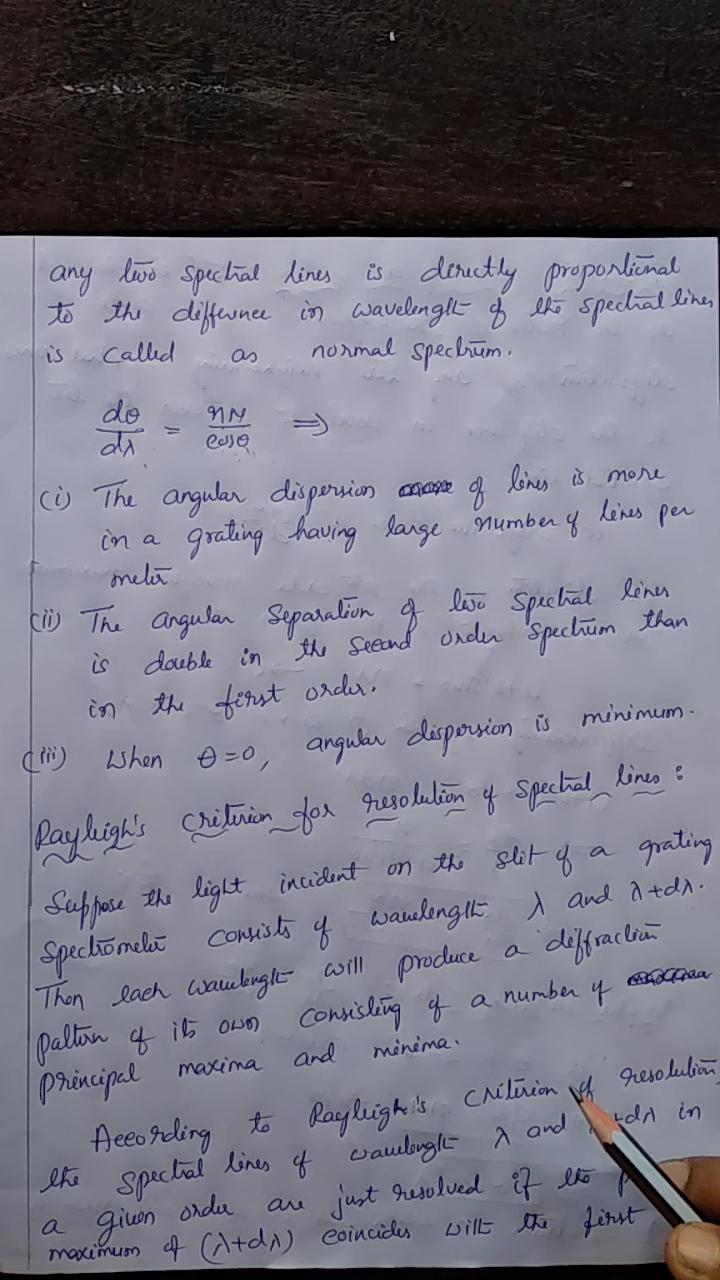 any two spectral lines is directly proportional
to the difference in wavelength of the spectral lines
is called as normal spectrum.
dθ/dλ = nN/cosθ ⇒
(i) The angular dispersion of lines is more
in a grating having large number of lines per
meter
(ii) The angular Separation of two Spectral lines
is double in the second order Spectrum than
in the first order.
(iii) When θ=0, angular dispersion is minimum.
Rayleigh's criterion for resolution of Spectral lines :
Suppose the light incident on the slit of a grating
Spectrometer consists of wavelength λ and λ+dλ.
Then each wavelength will produce a diffraction
pattern of its own consisting of a number of
principal maxima and minima.
According to Rayleigh's criterion of resolution
the spectral lines of wavelength λ and +dλ in
a given order are just resolved if the
maximum of (λ+dλ) coincides with the first